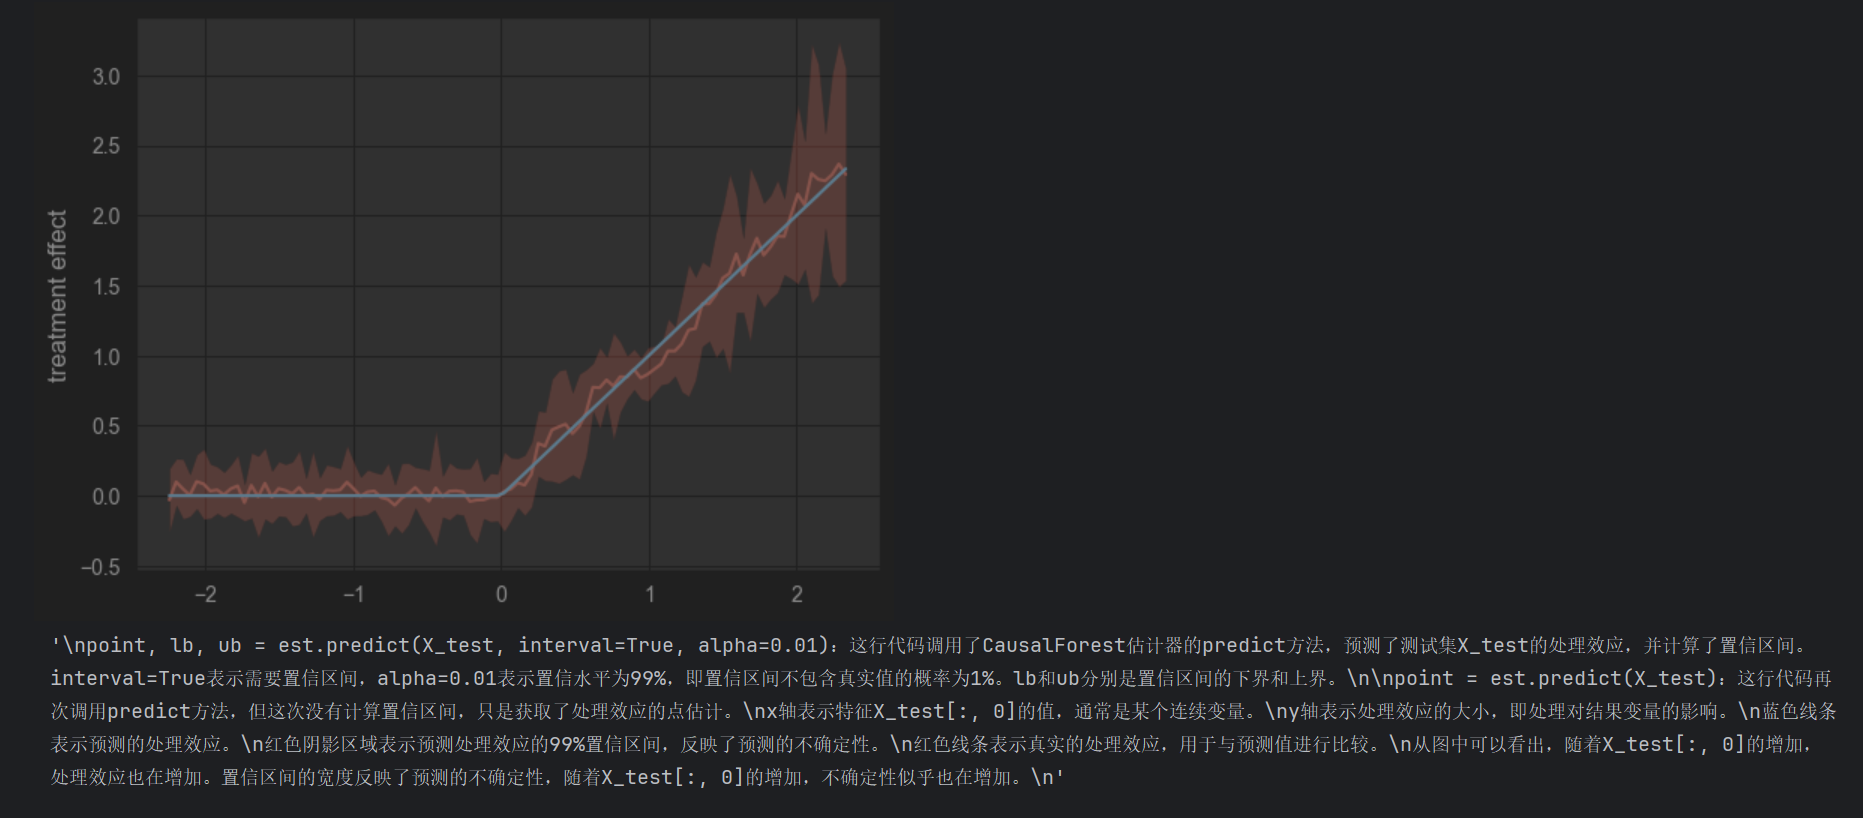 3.0
2.5
2.0
1.5
1.0
0.5
0.0
−0.5
treatment effect
−2 −1 0 1 2
'\npoint, lb, ub = est.predict(X_test, interval=True, alpha=0.01)：这行代码调用了CausalForest估计器的predict方法，预测了测试集X_test的处理效应，并计算了置信区间。
interval=True表示需要置信区间，alpha=0.01表示置信水平为99%，即置信区间不包含真实值的概率为1%。lb和ub分别是置信区间的下界和上界。\n\npoint = est.predict(X_test)：这行代码再
次调用predict方法，但这次没有计算置信区间，只是获取了处理效应的点估计。\nx轴表示特征X_test[:, 0]的值，通常是某个连续变量。\ny轴表示处理效应的大小，即处理对结果变量的影响。\n蓝色线条
表示预测的处理效应。\n红色阴影区域表示预测处理效应的99%置信区间，反映了预测的不确定性。\n红色线条表示真实的处理效应，用于与预测值进行比较。\n从图中可以看出，随着X_test[:, 0]的增加，
处理效应也在增加。置信区间的宽度反映了预测的不确定性，随着X_test[:, 0]的增加，不确定性似乎也在增加。\n'